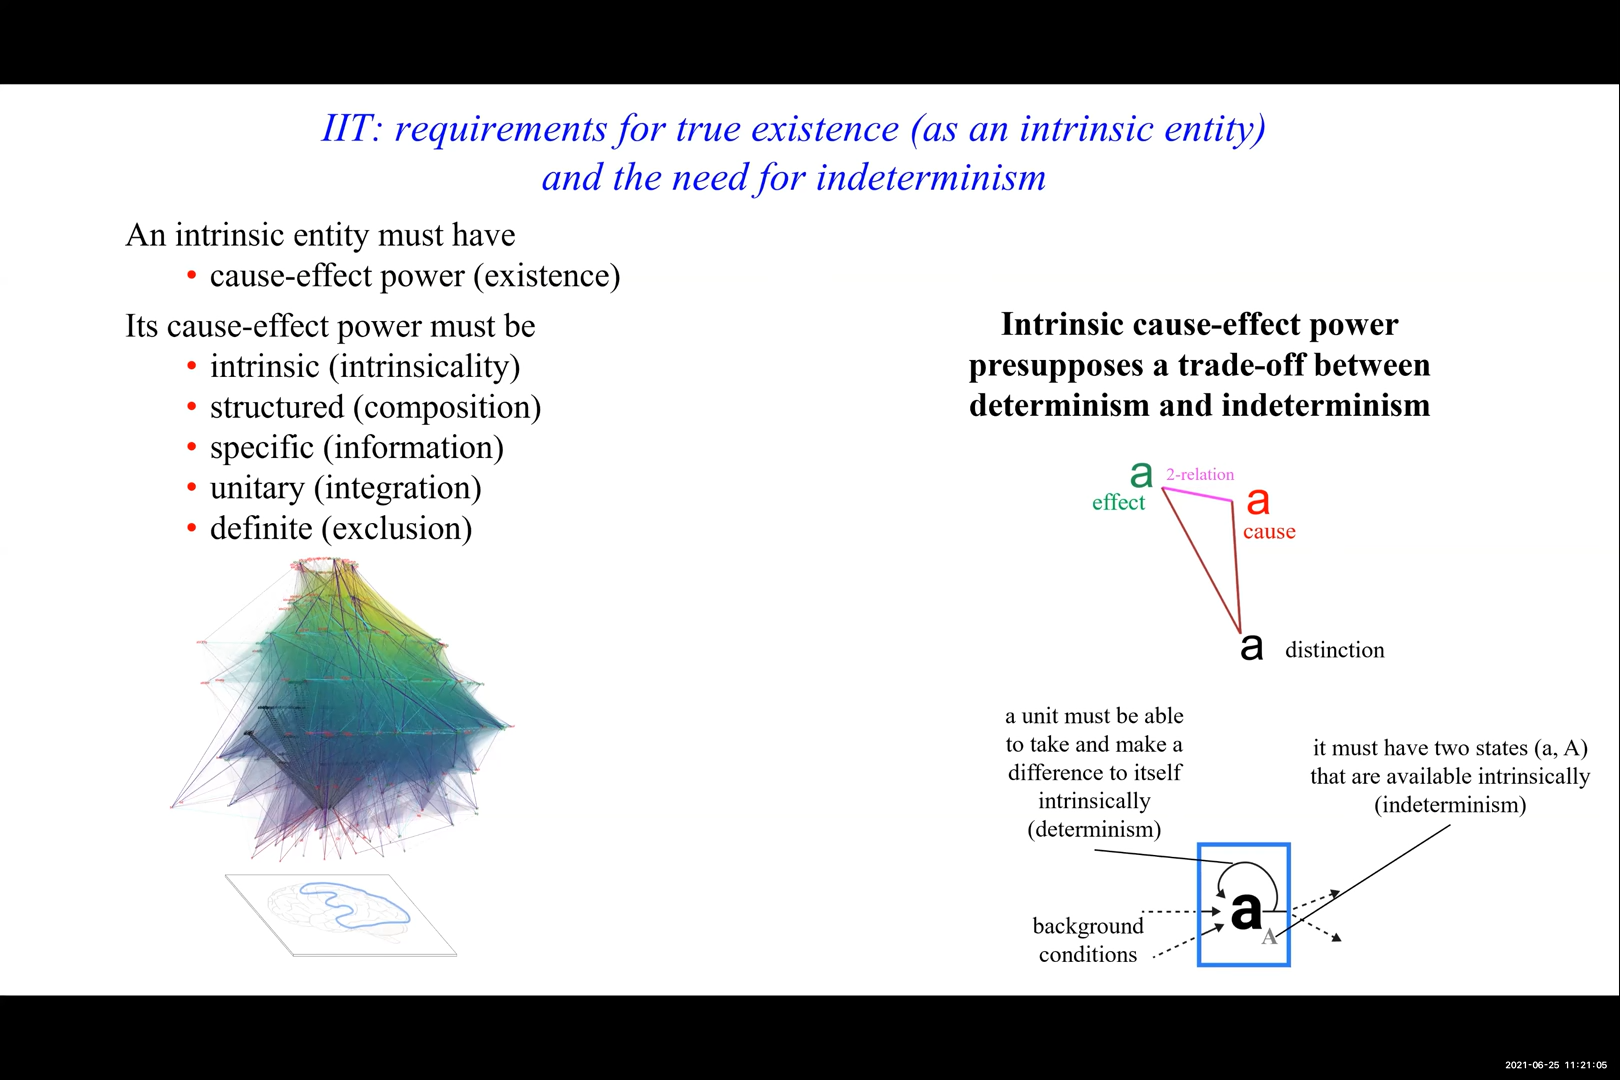 IIT: requirements for true existence (as an intrinsic entity)
and the need for indeterminism
An intrinsic entity must have
• cause-effect power (existence)
Its cause-effect power must be
• intrinsic (intrinsicality)
• structured (composition)
• specific (information)
• unitary (integration)
• definite (exclusion)
Intrinsic cause-effect power
presupposes a trade-off between
determinism and indeterminism
a
2-relation
effect
a
cause
a
distinction
a unit must be able
to take and make a
difference to itself
intrinsically
(determinism)
it must have two states (a, A)
that are available intrinsically
(indeterminism)
background
conditions
a
A
2021-06-25 11:21:05